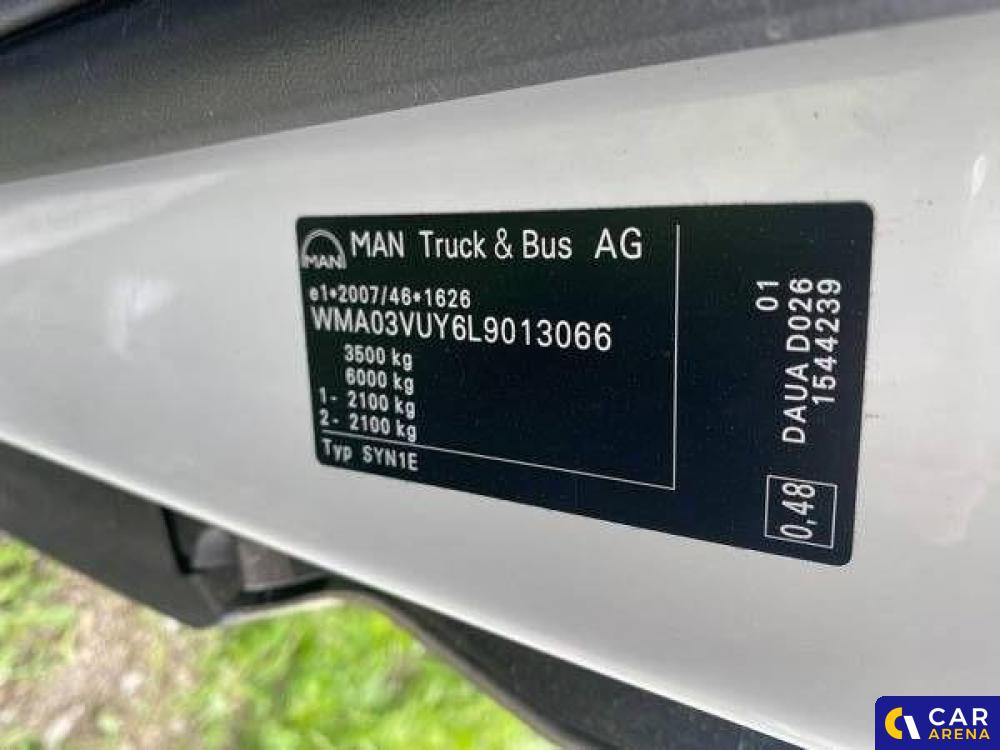 MAN
MAN Truck & Bus AG
e1*2007/46*1626
WMA03VUY6L9013066
3500 kg
6000 kg
1- 2100 kg
2- 2100 kg
Typ SYN1E
01
DAUA D026
1544239
0,48
CAR
ARENA